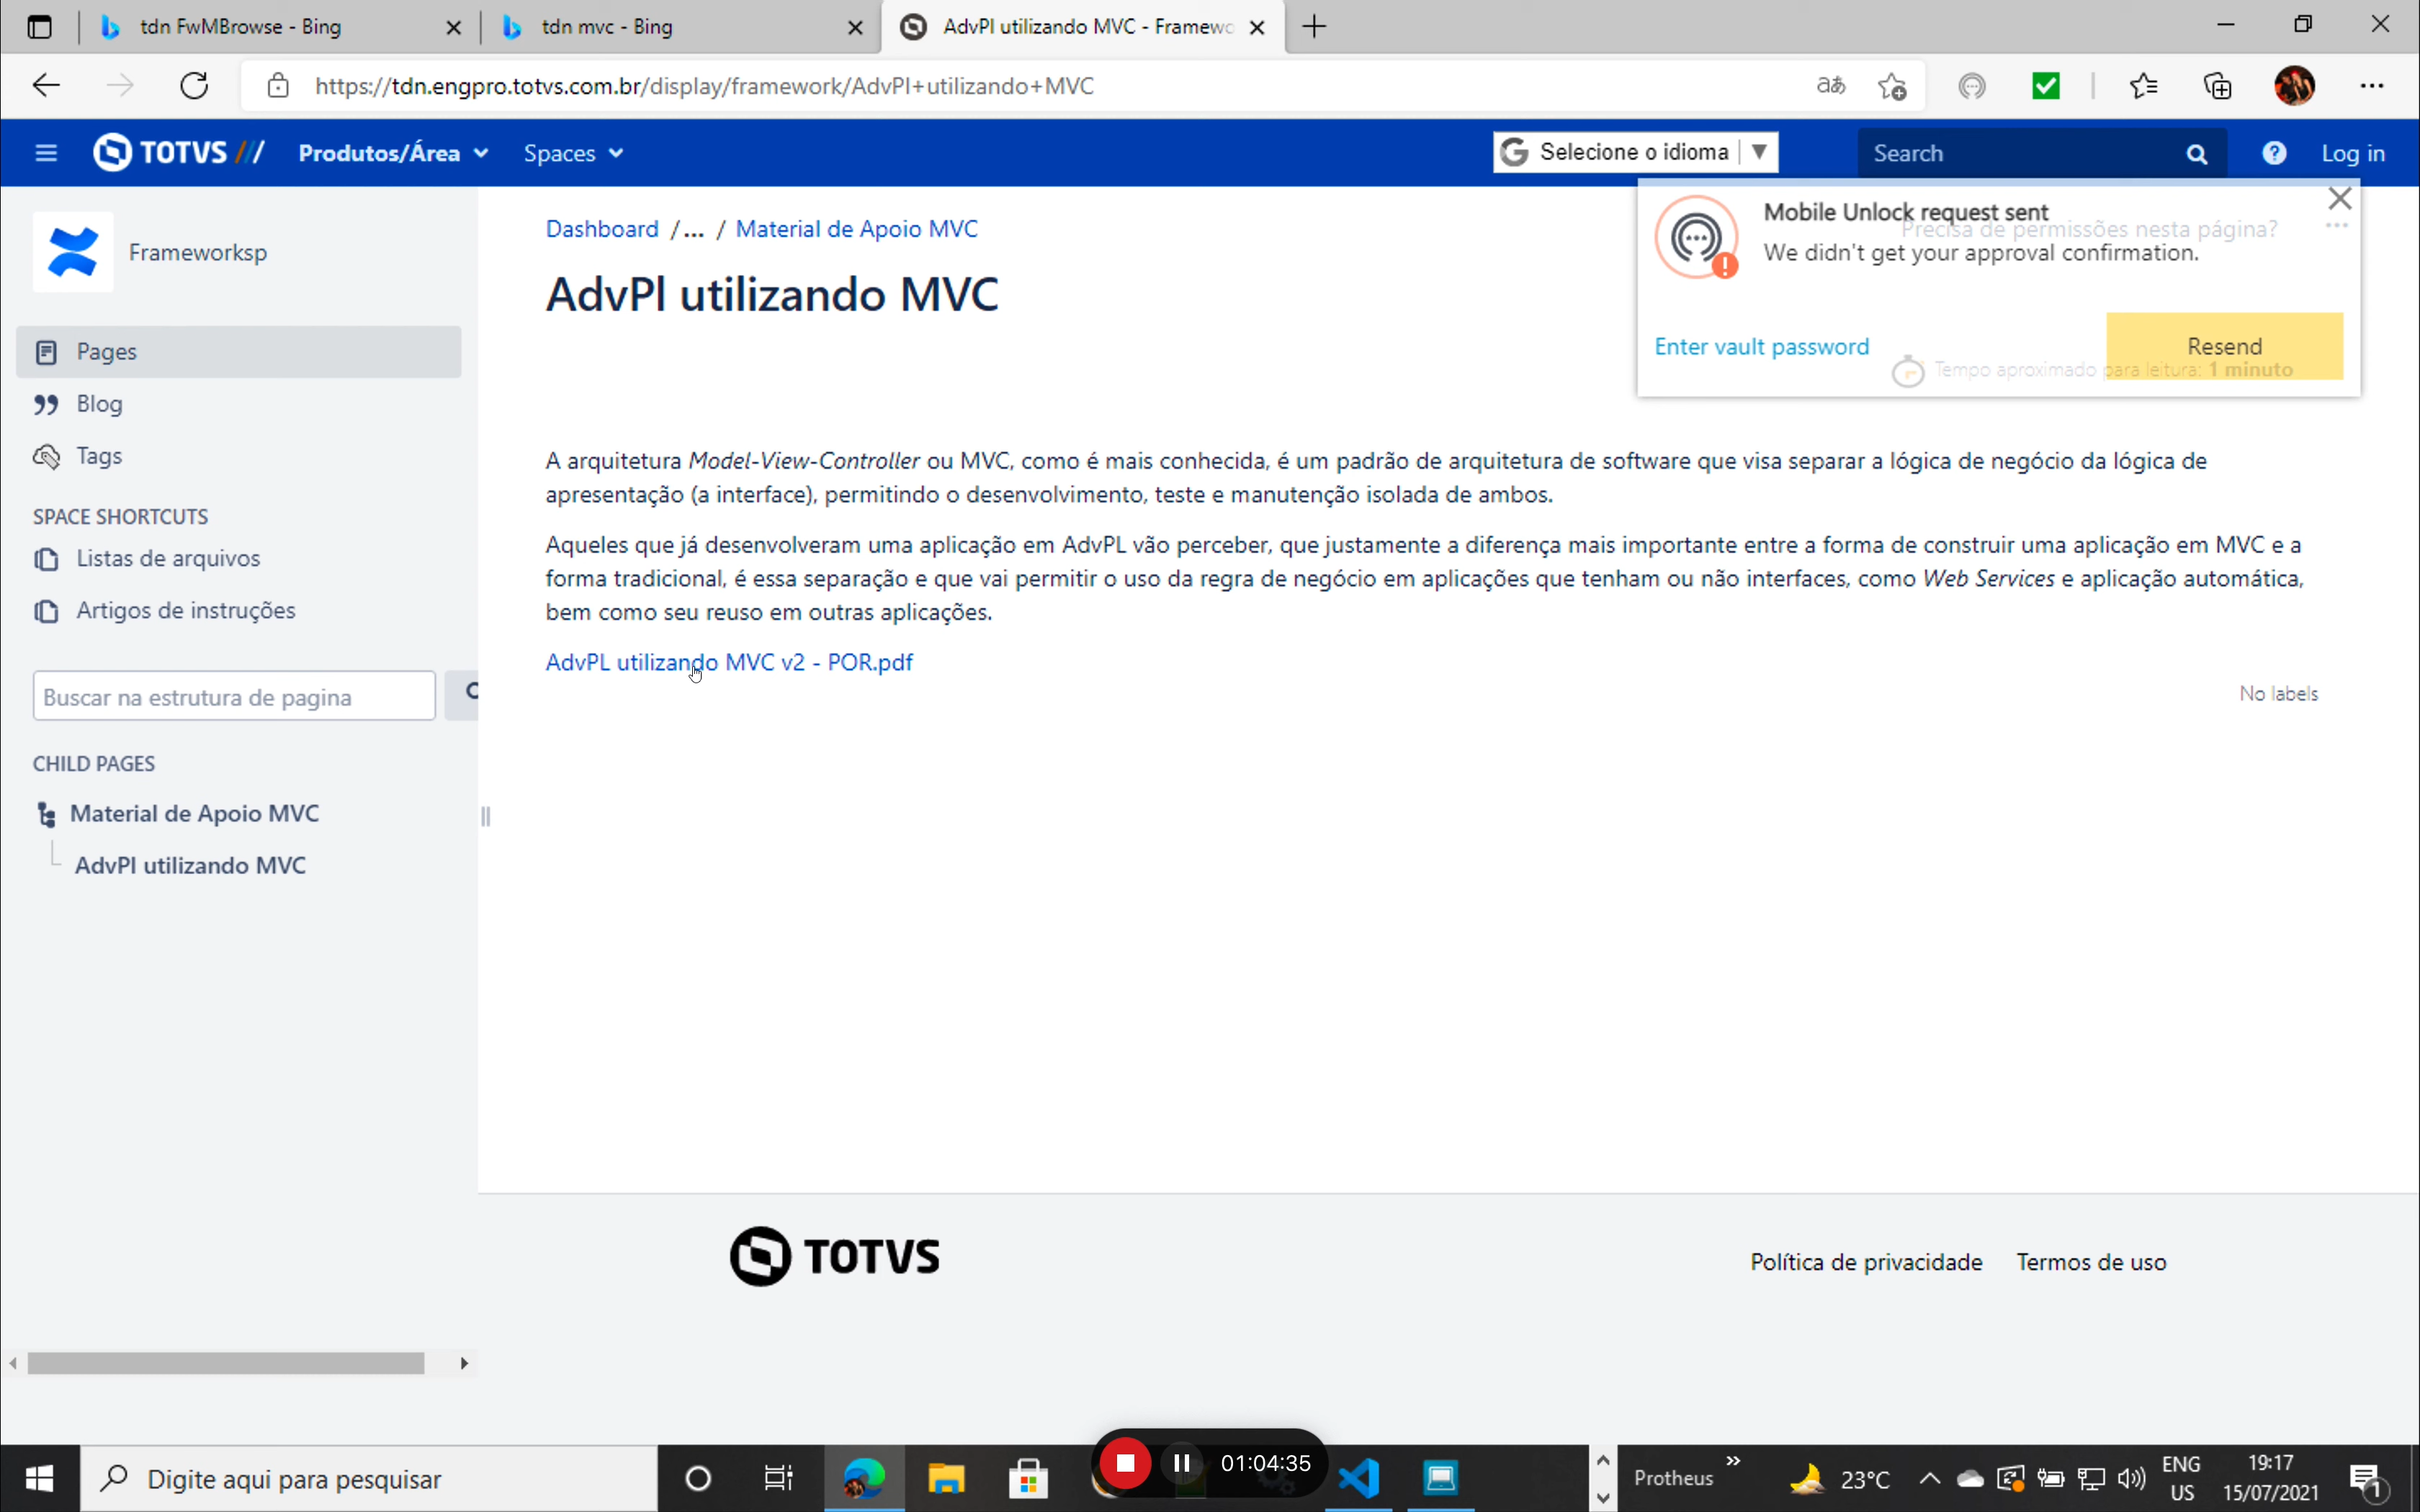 tdn FwMBrowse - Bing
tdn mvc - Bing
AdvPl utilizando MVC - Framewo
https://tdn.engpro.totvs.com.br/display/framework/AdvPl+utilizando+MVC
TOTVS
Produtos/Área
Spaces
Selecione o idioma
Search
Log in
Frameworksp
Pages
Blog
Tags
SPACE SHORTCUTS
Listas de arquivos
Artigos de instruções
Buscar na estrutura de pagina
CHILD PAGES
Material de Apoio MVC
AdvPl utilizando MVC
Dashboard /... / Material de Apoio MVC
AdvPl utilizando MVC
Mobile Unlock request sent
Precisa de permissões nesta página?
We didn't get your approval confirmation.
Enter vault password
Resend
Tempo aproximado para leitura: 1 minuto
A arquitetura Model-View-Controller ou MVC, como é mais conhecida, é um padrão de arquitetura de software que visa separar a lógica de negócio da lógica de
apresentação (a interface), permitindo o desenvolvimento, teste e manutenção isolada de ambos.
Aqueles que já desenvolveram uma aplicação em AdvPL vão perceber, que justamente a diferença mais importante entre a forma de construir uma aplicação em MVC e a
forma tradicional, é essa separação e que vai permitir o uso da regra de negócio em aplicações que tenham ou não interfaces, como Web Services e aplicação automática,
bem como seu reuso em outras aplicações.
AdvPL utilizando MVC v2 - POR.pdf
No labels
TOTVS
Política de privacidade
Termos de uso
Digite aqui para pesquisar
01:04:35
Protheus
23°C
ENG
US
19:17
15/07/2021
1